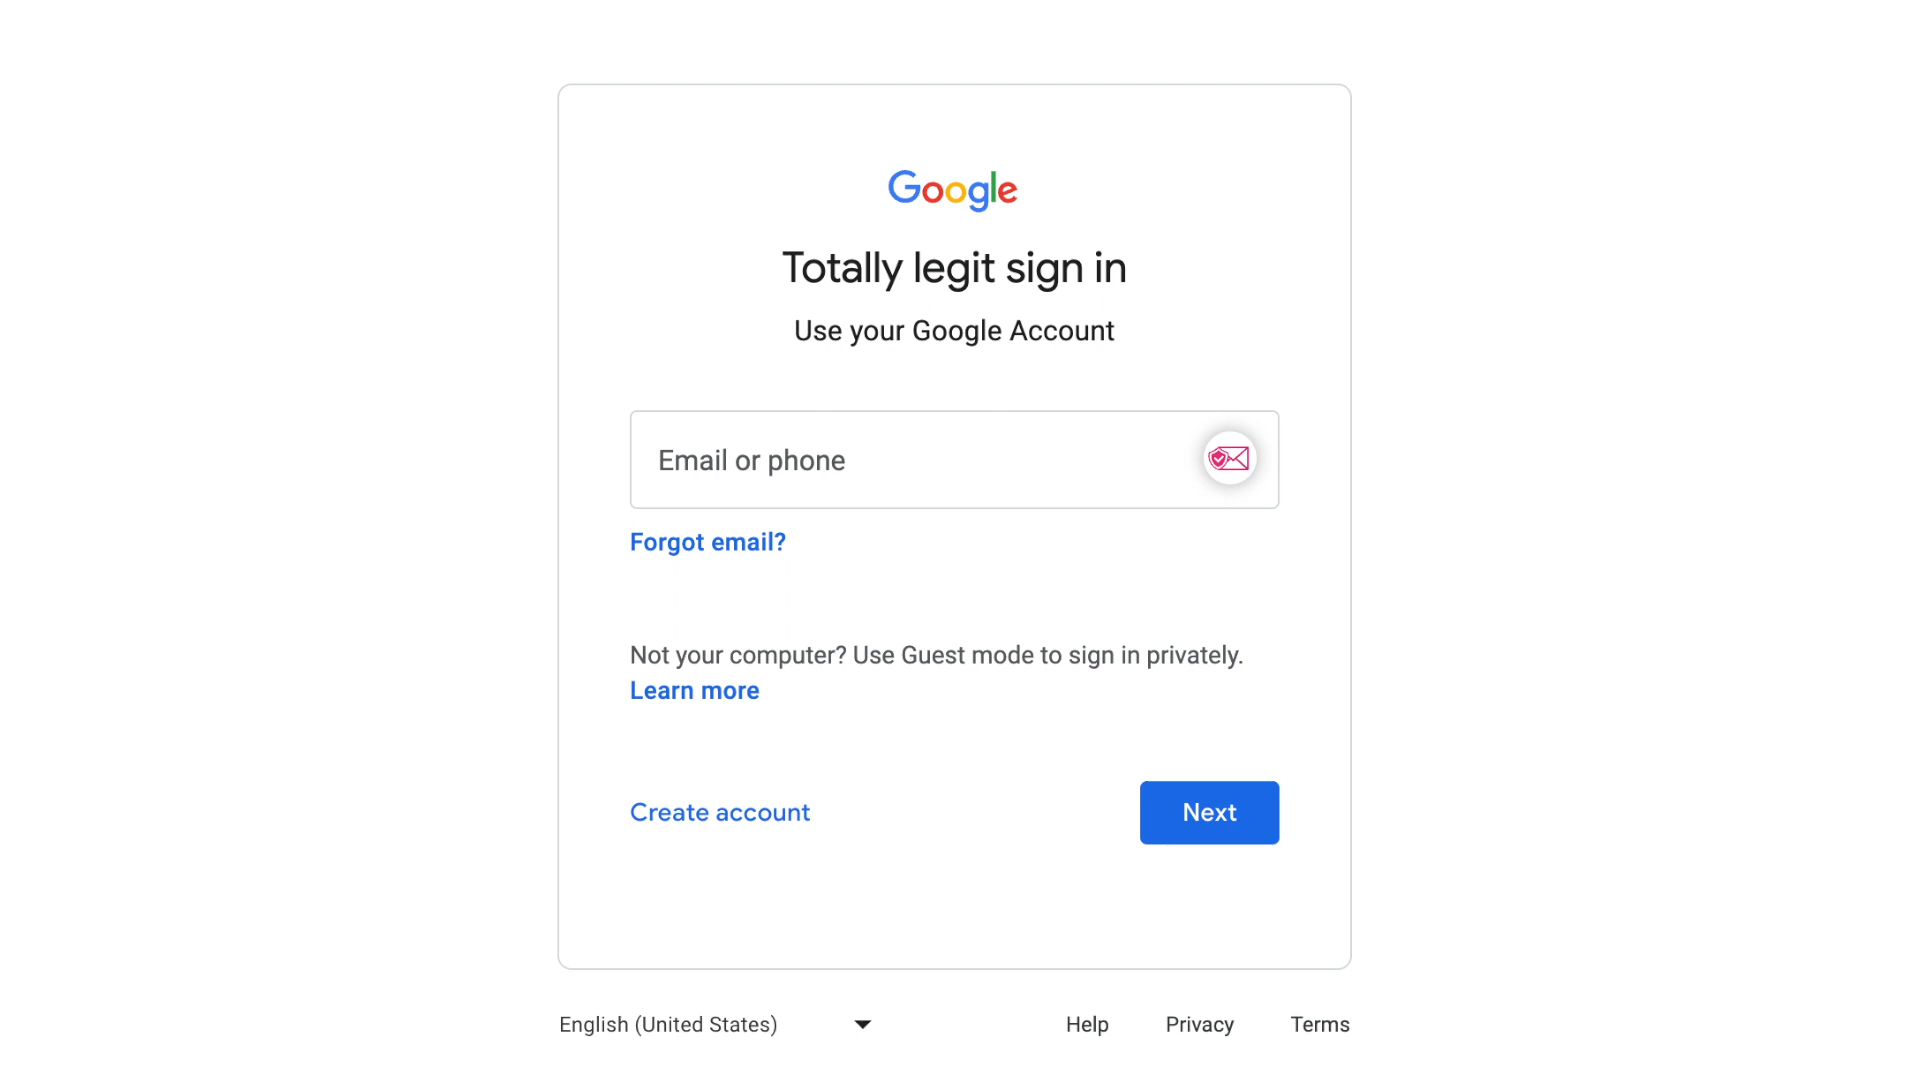 Google
Totally legit sign in
Use your Google Account
Email or phone
Forgot email?
Not your computer? Use Guest mode to sign in privately.
Learn more
Create account
Next
English (United States)
Help
Privacy
Terms